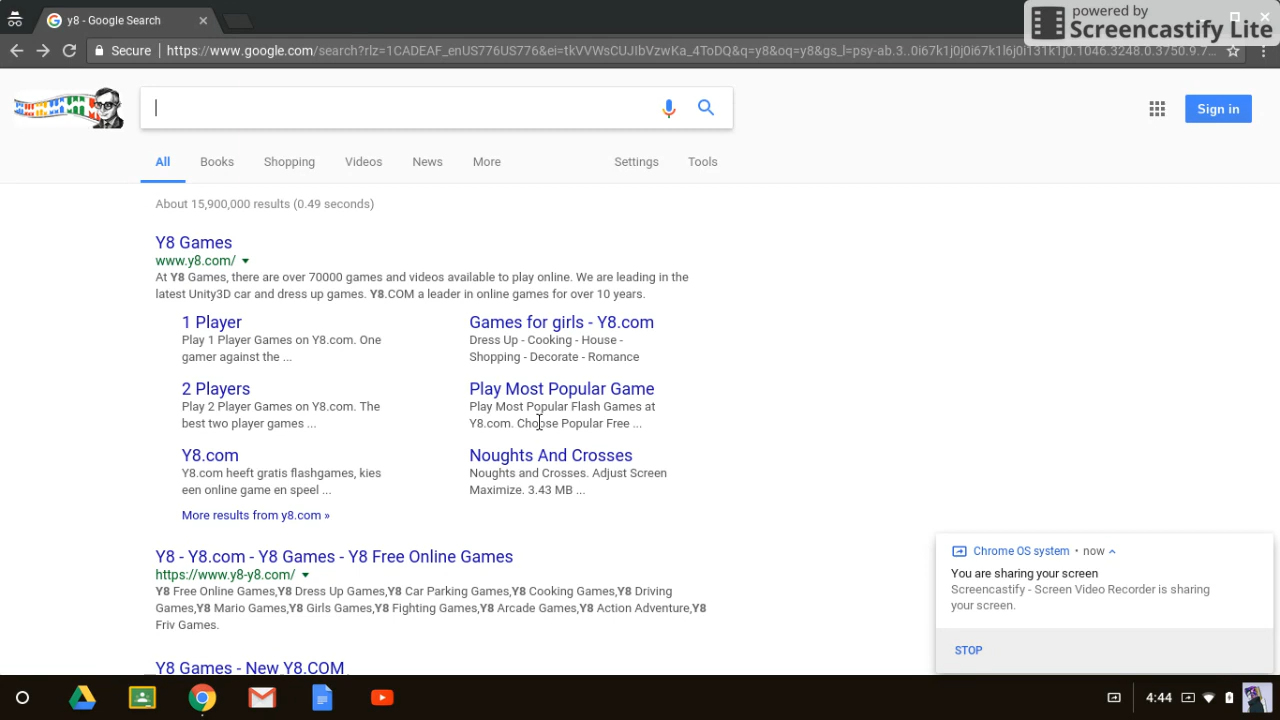 y8 - Google Search
powered by
Screencastify Lite
Secure
https://www.google.com/search?rlz=1CADEAF_enUS776US776&ei=tkVVWsCUJIbVzwKa_4ToDQ&q=y8&oq=y8&gs_l=psy-ab.3..0i67k1j0j0i67k1l6j0i131k1j0.1046.3248.0.3750.9.7...
Sign in
All Books Shopping Videos News More Settings Tools
About 15,900,000 results (0.49 seconds)
Y8 Games
www.y8.com/
At Y8 Games, there are over 70000 games and videos available to play online. We are leading in the
latest Unity3D car and dress up games. Y8.COM a leader in online games for over 10 years.
1 Player
Play 1 Player Games on Y8.com. One
gamer against the ...
Games for girls - Y8.com
Dress Up - Cooking - House -
Shopping - Decorate - Romance
2 Players
Play 2 Player Games on Y8.com. The
best two player games ...
Play Most Popular Game
Play Most Popular Flash Games at
Y8.com. Choose Popular Free ...
Y8.com
Y8.com heeft gratis flashgames, kies
een online game en speel ...
Noughts And Crosses
Noughts and Crosses. Adjust Screen
Maximize. 3.43 MB ...
More results from y8.com »
Y8 - Y8.com - Y8 Games - Y8 Free Online Games
https://www.y8-y8.com/
Y8 Free Online Games,Y8 Dress Up Games,Y8 Car Parking Games,Y8 Cooking Games,Y8 Driving
Games,Y8 Mario Games,Y8 Girls Games,Y8 Fighting Games,Y8 Arcade Games,Y8 Action Adventure,Y8
Friv Games.
Y8 Games - New Y8.COM
Chrome OS system • now
You are sharing your screen
Screencastify - Screen Video Recorder is sharing
your screen.
STOP
4:44